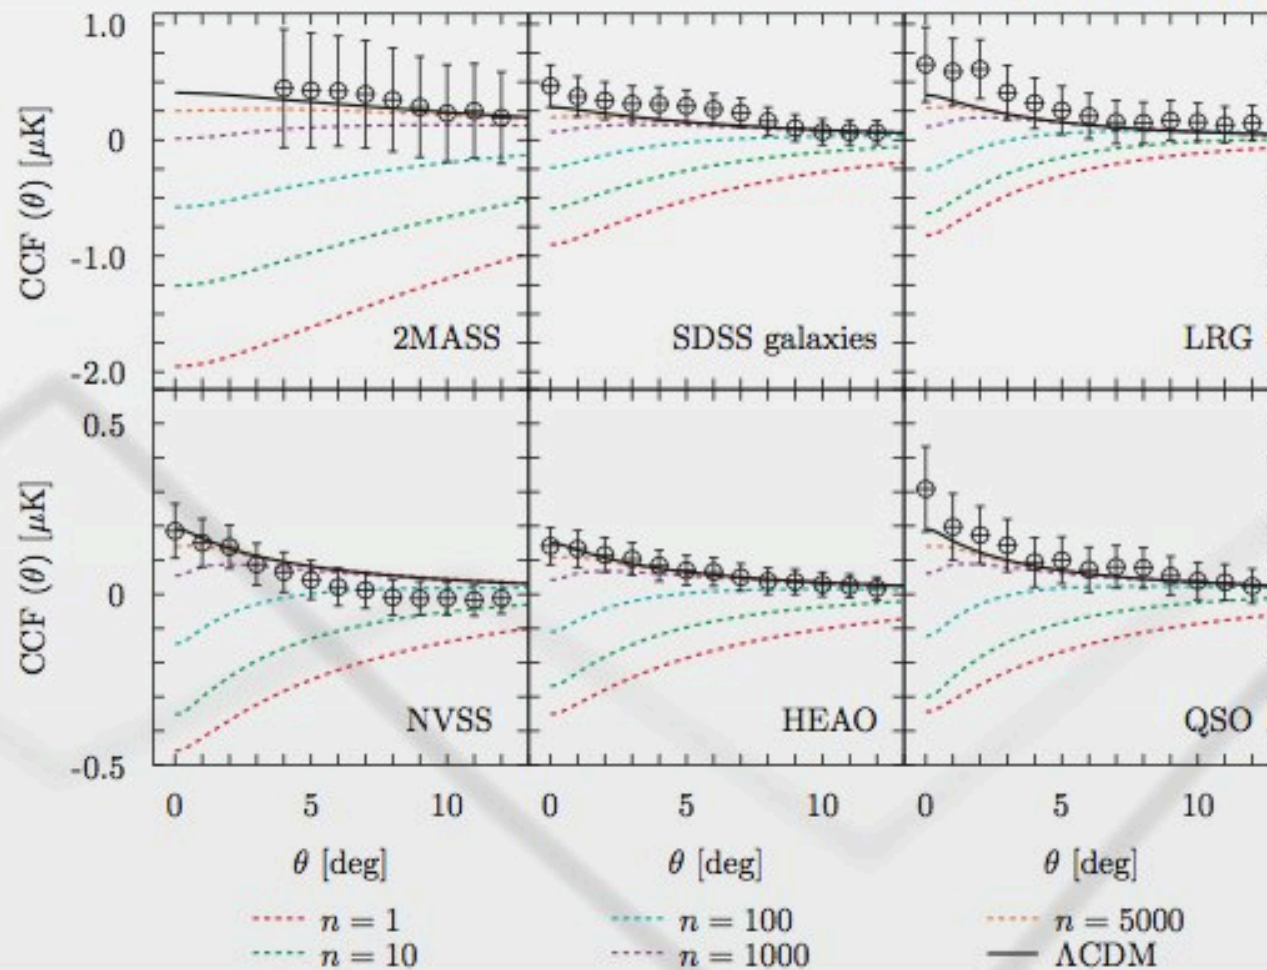 1.0
0
-1.0
-2.0
CCF (θ) [μK]
2MASS
SDSS galaxies
LRG
0.5
0
-0.5
CCF (θ) [μK]
NVSS
HEAO
QSO
0 5 10 0 5 10 0 5 10
θ [deg] θ [deg] θ [deg]
n = 1 n = 100 n = 5000
n = 10 n = 1000 ΛCDM